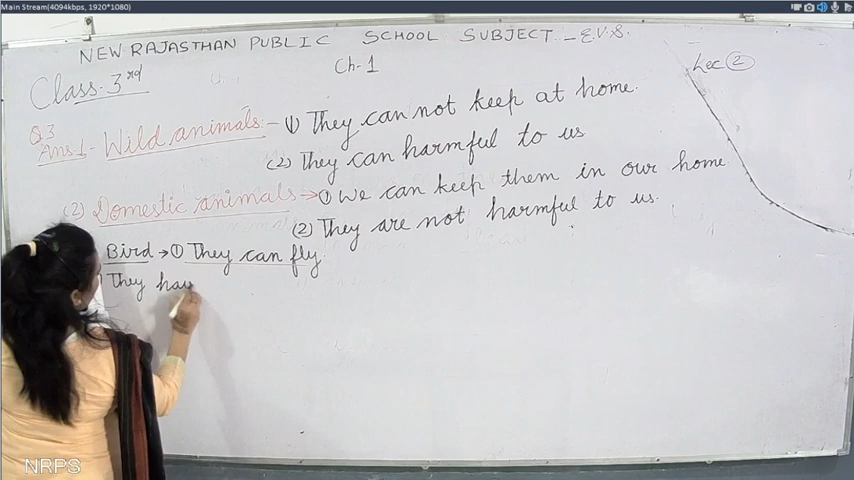 Main Stream(4094kbps, 1920*1080)
NEW RAJASTHAN PUBLIC SCHOOL SUBJECT - E.V.S.
Class. 3rd
Ch-1
Lec 2
Q3
Ans 1 - Wild animals - 1) They can not keep at home.
(2) They can harmful to us
(2) Domestic animals → 1 We can keep them in our home.
(2) They are not harmful to us.
Bird → 1 They can fly
They hav
NRPS